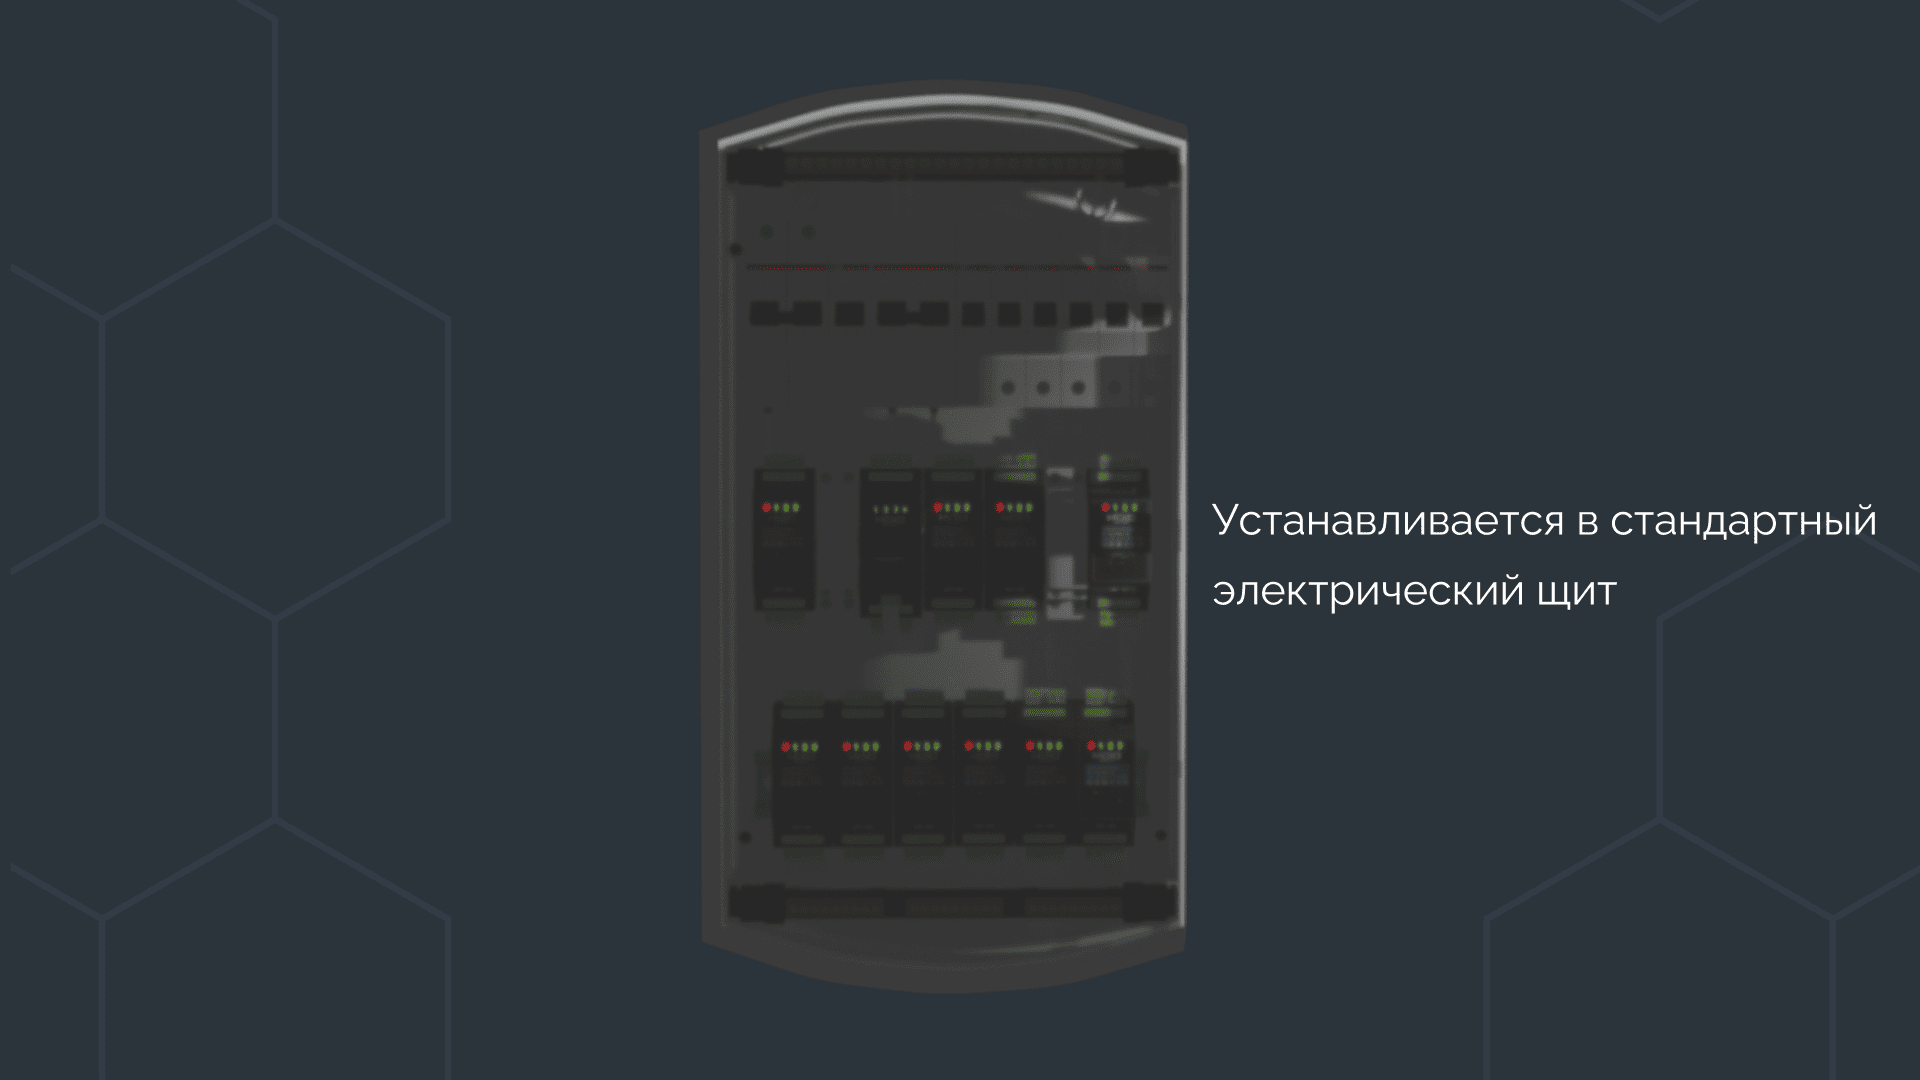 Устанавливается в стандартный
электрический щит